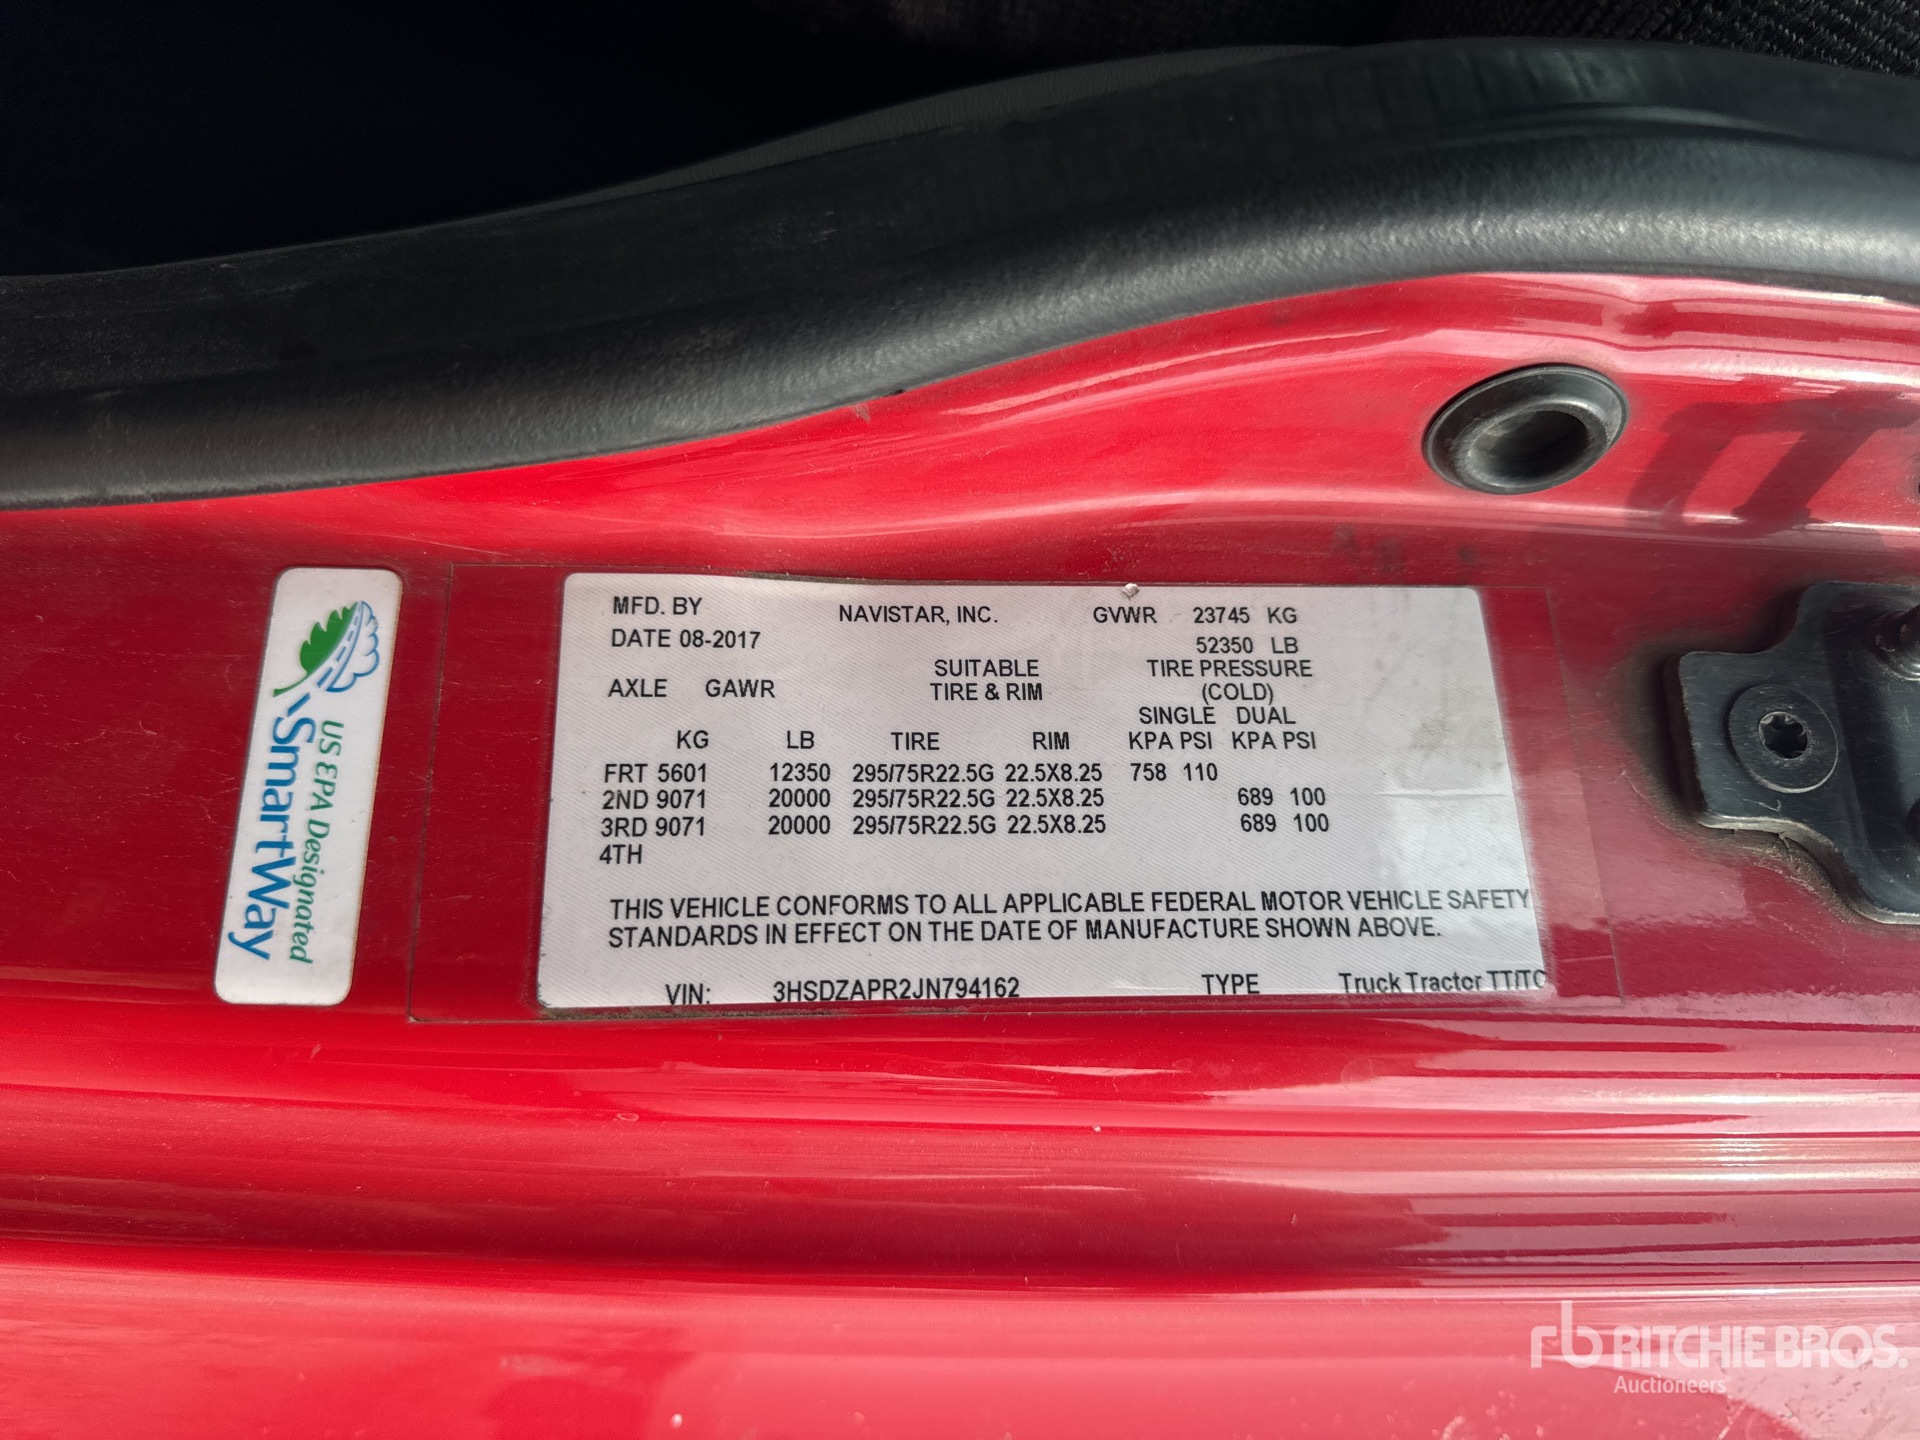 MFD. BY NAVISTAR, INC. GVWR 23745 KG
DATE 08-2017 52350 LB
SUITABLE TIRE PRESSURE
AXLE GAWR TIRE & RIM (COLD)
SINGLE DUAL
KG LB TIRE RIM KPA PSI KPA PSI
FRT 5601 12350 295/75R22.5G 22.5X8.25 758 110
2ND 9071 20000 295/75R22.5G 22.5X8.25 689 100
3RD 9071 20000 295/75R22.5G 22.5X8.25 689 100
4TH
THIS VEHICLE CONFORMS TO ALL APPLICABLE FEDERAL MOTOR VEHICLE SAFETY
STANDARDS IN EFFECT ON THE DATE OF MANUFACTURE SHOWN ABOVE.
VIN: 3HSDZAPR2JN794162 TYPE Truck Tractor TT/TC
US EPA Designated
SmartWay
rb RITCHIE BROS.
Auctioneers